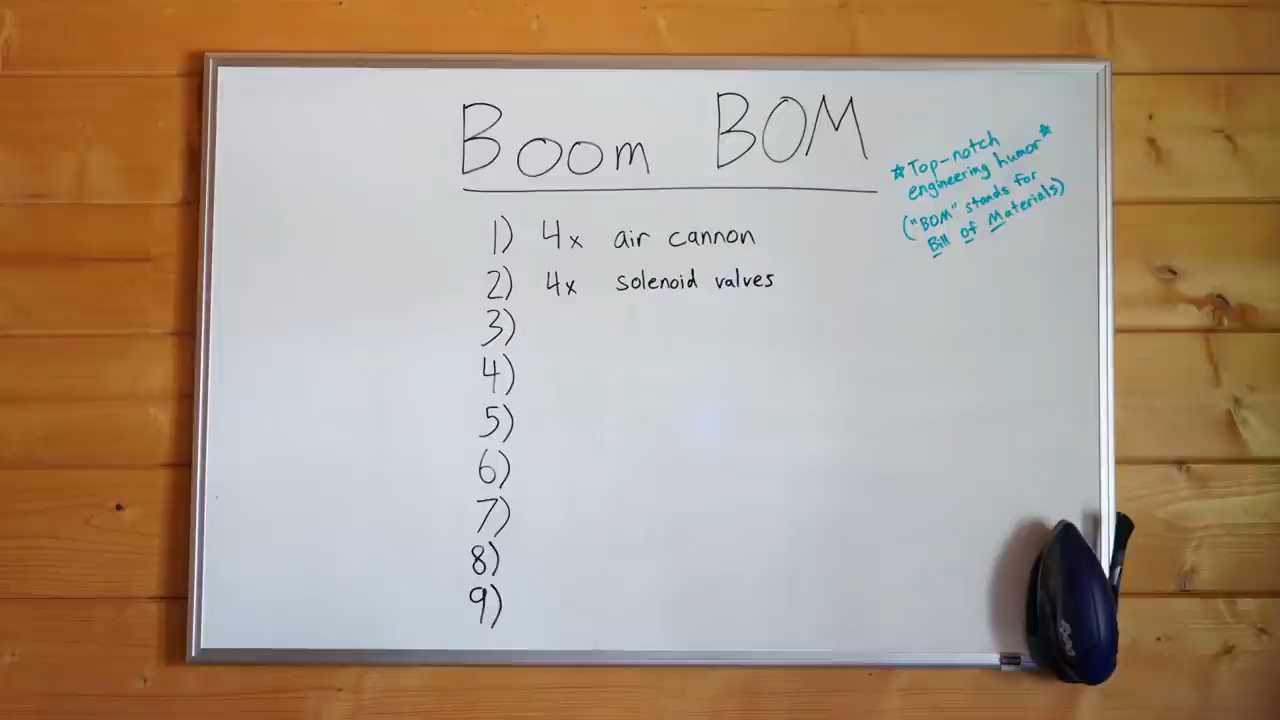 Boom BOM
*Top-notch
engineering humor*
("BOM" stands for
Bill of Materials)
1) 4x air cannon
2) 4x solenoid valves
3)
4)
5)
6)
7)
8)
9)